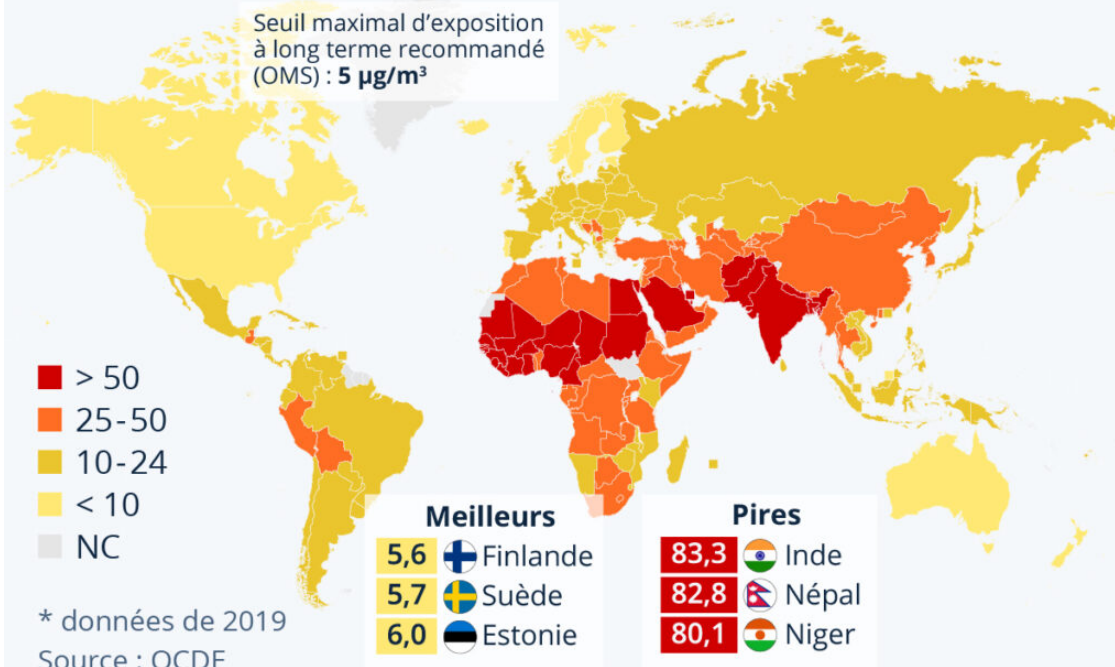 Seuil maximal d'exposition
à long terme recommandé
(OMS) : 5 µg/m³
> 50
25-50
10-24
< 10
NC
* données de 2019
Source : OCDE
Meilleurs
5,6 Finlande
5,7 Suède
6,0 Estonie
Pires
83,3 Inde
82,8 Népal
80,1 Niger